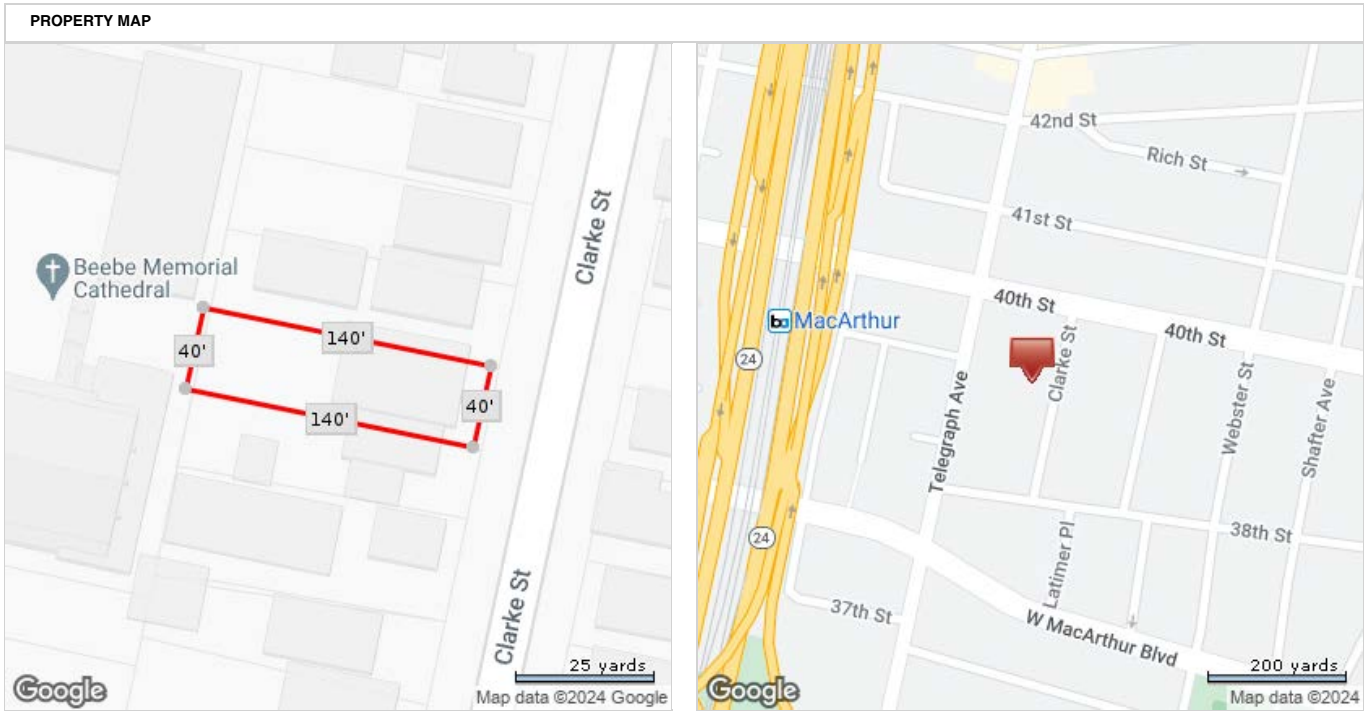 PROPERTY MAP
Clarke St
Beebe Memorial
Cathedral
140'
40'
40'
140'
Clarke St
25 yards
Google
Map data ©2024 Google
42nd St
Rich St
41st St
40th St
40th St
MacArthur
24
Clarke St
Telegraph Ave
Webster St
Shafter Ave
24
38th St
Latimer Pl
37th St
W MacArthur Blvd
200 yards
Google
Map data ©2024